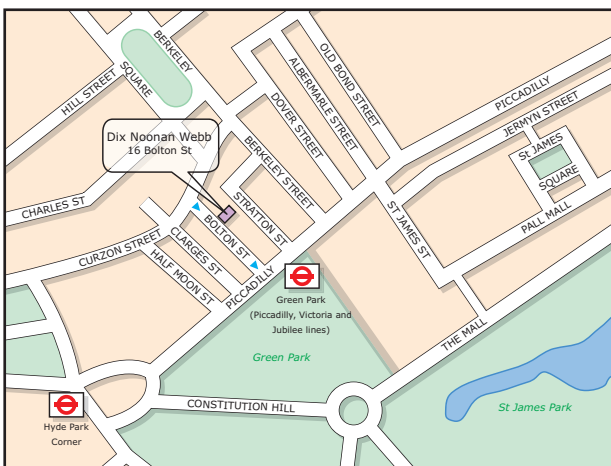 BERKELEY
SQUARE
HILL STREET
OLD BOND STREET
ALBERMARLE STREET
DOVER STREET
PICCADILLY
JERMYN STREET
Dix Noonan Webb
16 Bolton St
BERKELEY STREET
St JAMES
SQUARE
CHARLES ST
STRATTON ST
BOLTON ST
ST JAMES ST
PALL MALL
CURZON STREET
CLARGES ST
HALF MOON ST
PICCADILLY
Green Park
(Piccadilly, Victoria and
Jubilee lines)
THE MALL
Green Park
CONSTITUTION HILL
St James Park
Hyde Park
Corner